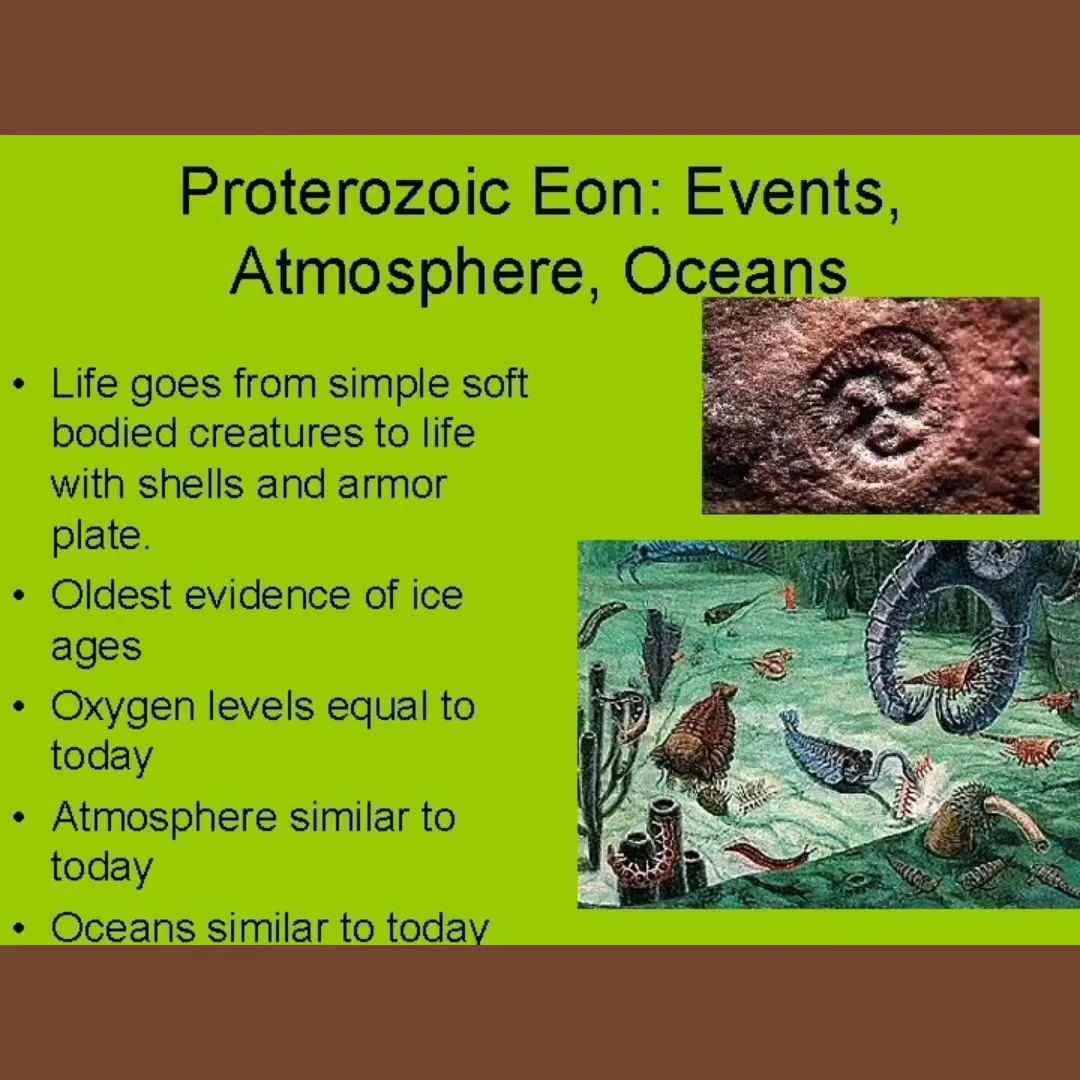 Proterozoic Eon: Events,
Atmosphere, Oceans
• Life goes from simple soft
bodied creatures to life
with shells and armor
plate.
• Oldest evidence of ice
ages
• Oxygen levels equal to
today
• Atmosphere similar to
today
• Oceans similar to today